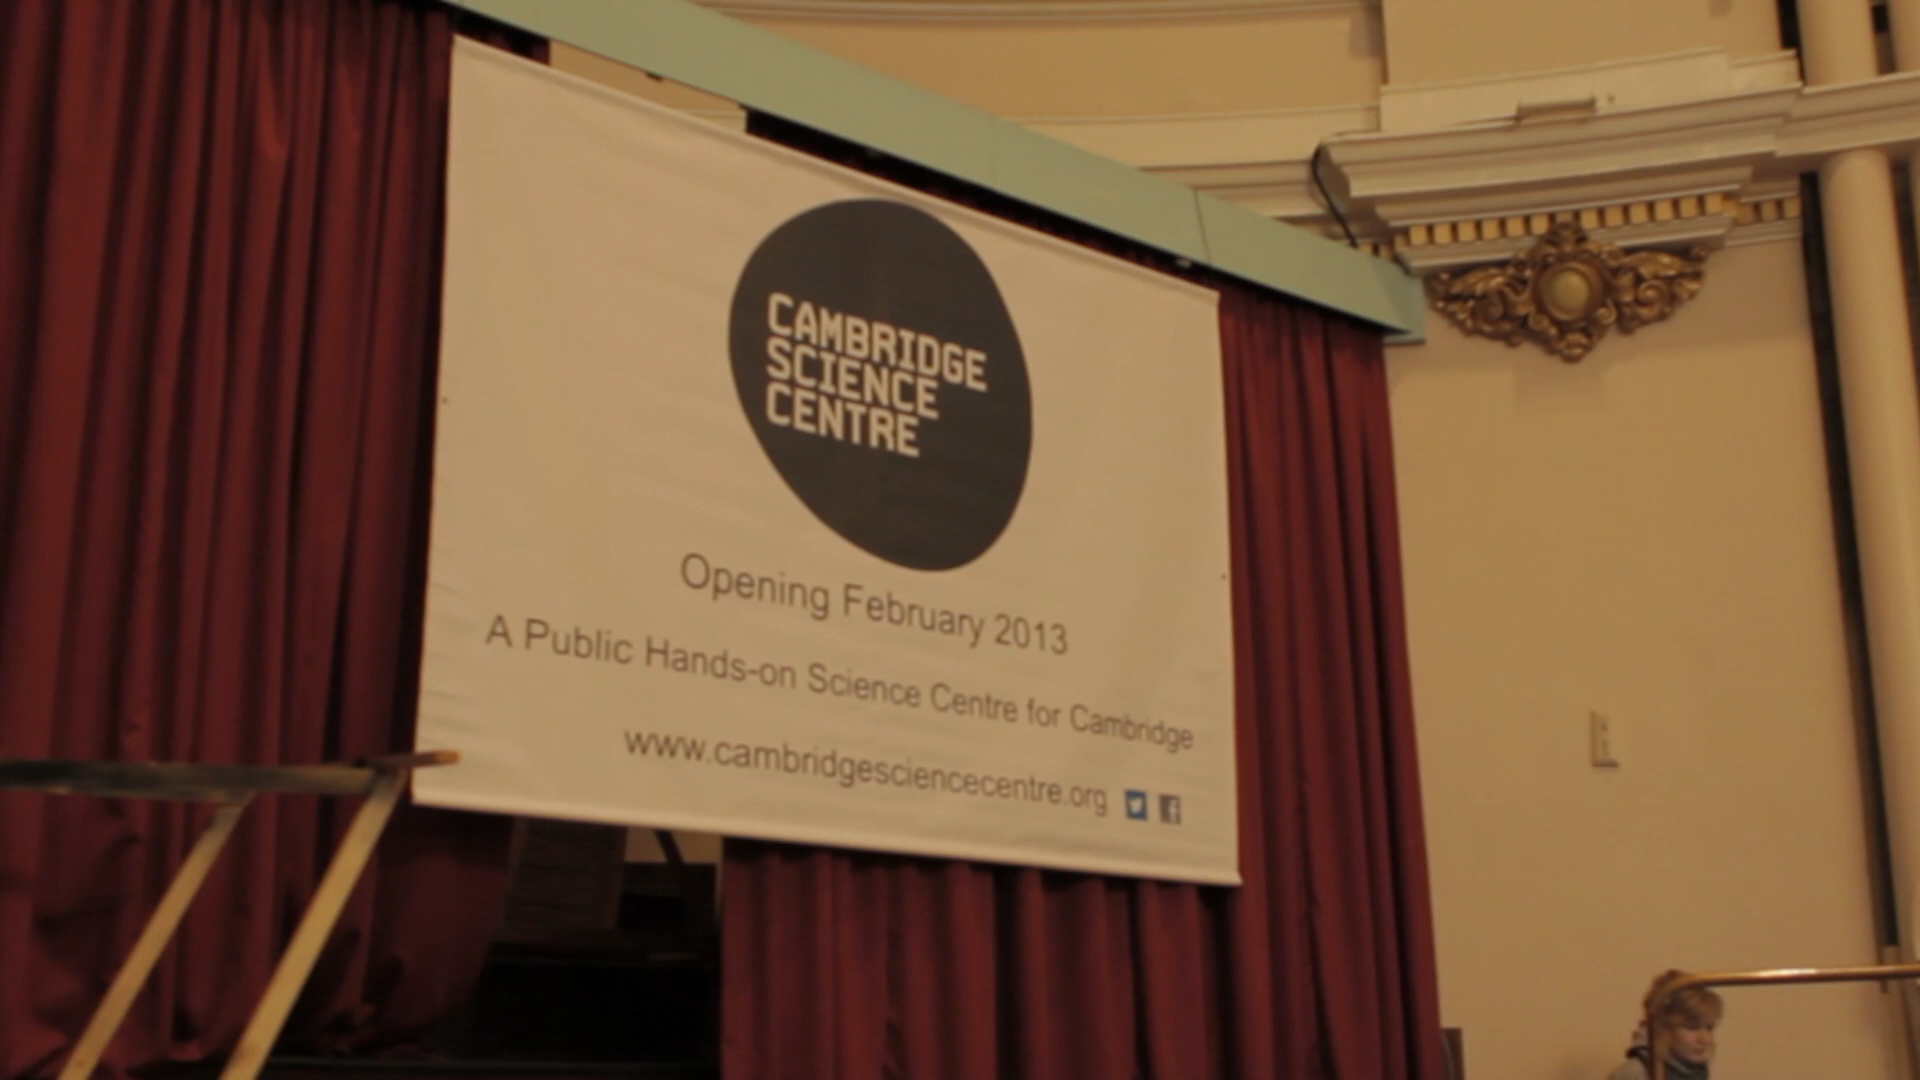 CAMBRIDGE
SCIENCE
CENTRE
Opening February 2013
A Public Hands-on Science Centre for Cambridge
www.cambridgesciencecentre.org